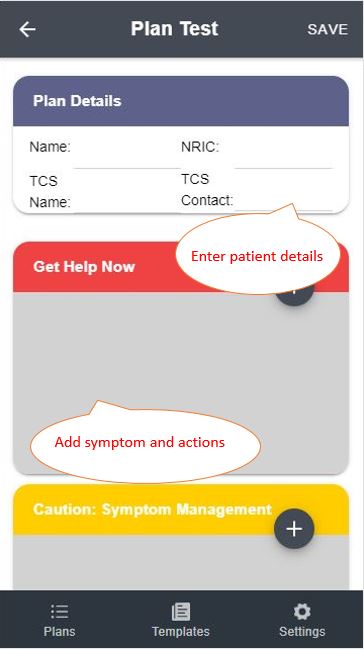 Plan Test
SAVE
Plan Details
Name:
NRIC:
TCS
Name:
TCS
Contact:
Enter patient details
Get Help Now
Add symptom and actions
Caution: Symptom Management
Plans
Templates
Settings